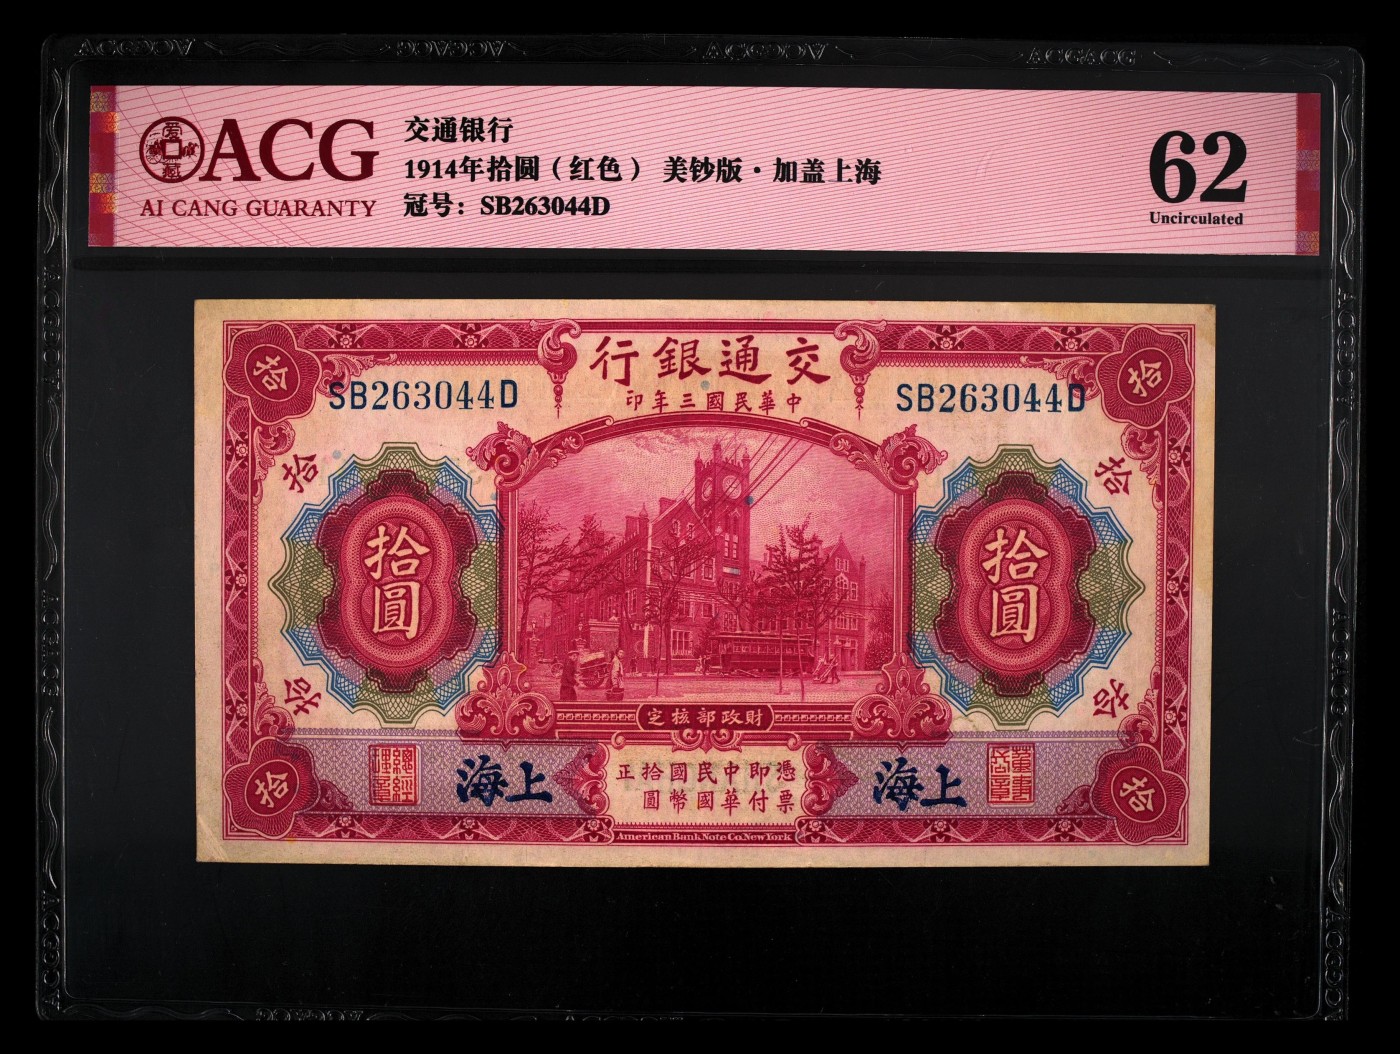 ACG
AI CANG GUARANTY
交通银行
1914年拾圆（红色） 美钞版·加盖上海
冠号：SB263044D
62
Uncirculated
交通銀行
中華民國三年印
SB263044D
SB263044D
拾
拾
拾
拾
拾圓
拾圓
拾
拾
財政部核定
上海
上海
憑票即付中華民國國幣拾圓正
拾
拾
American Bank Note Co. New York